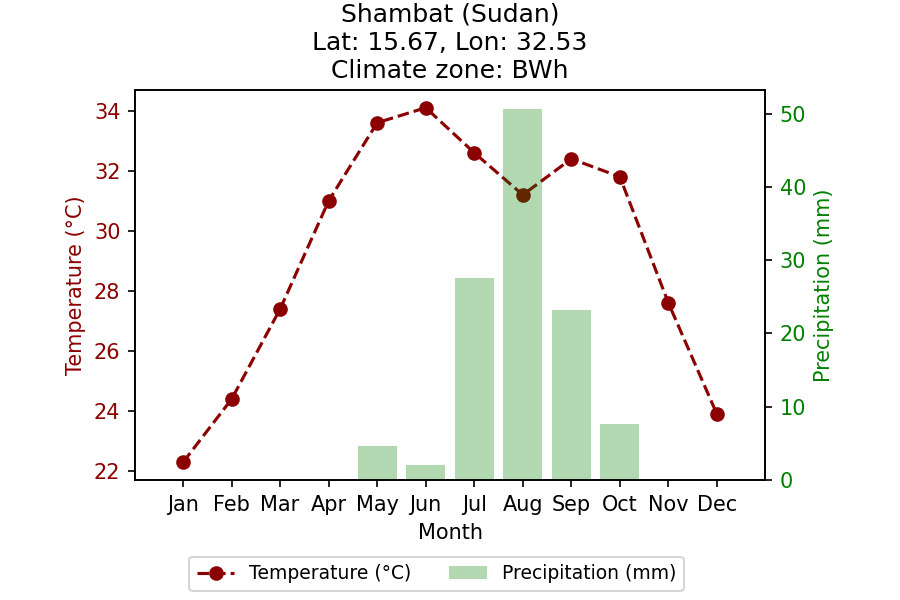 Shambat (Sudan)
Lat: 15.67, Lon: 32.53
Climate zone: BWh
34
32
30
28
26
24
22
Temperature (°C)
50
40
30
20
10
0
Precipitation (mm)
Jan Feb Mar Apr May Jun Jul Aug Sep Oct Nov Dec
Month
Temperature (°C) Precipitation (mm)